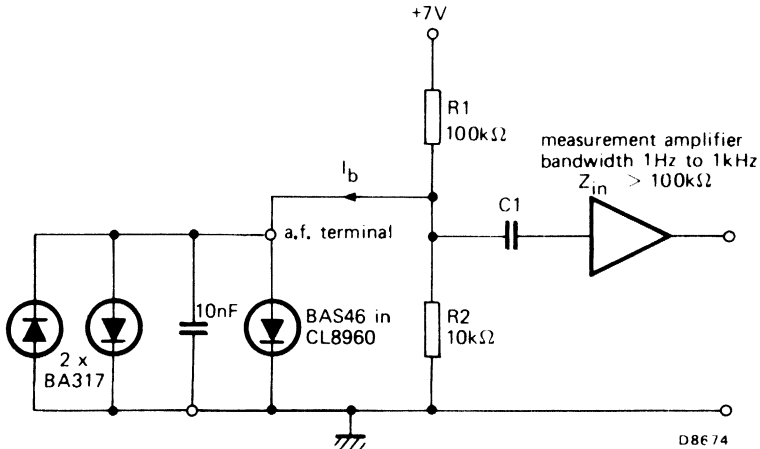 +7V
R1
100kΩ
measurement amplifier
bandwidth 1Hz to 1kHz
Zin > 100kΩ
Ib
C1
a.f. terminal
10nF
BAS46 in
CL8960
R2
10kΩ
2 x
BA317
D8674